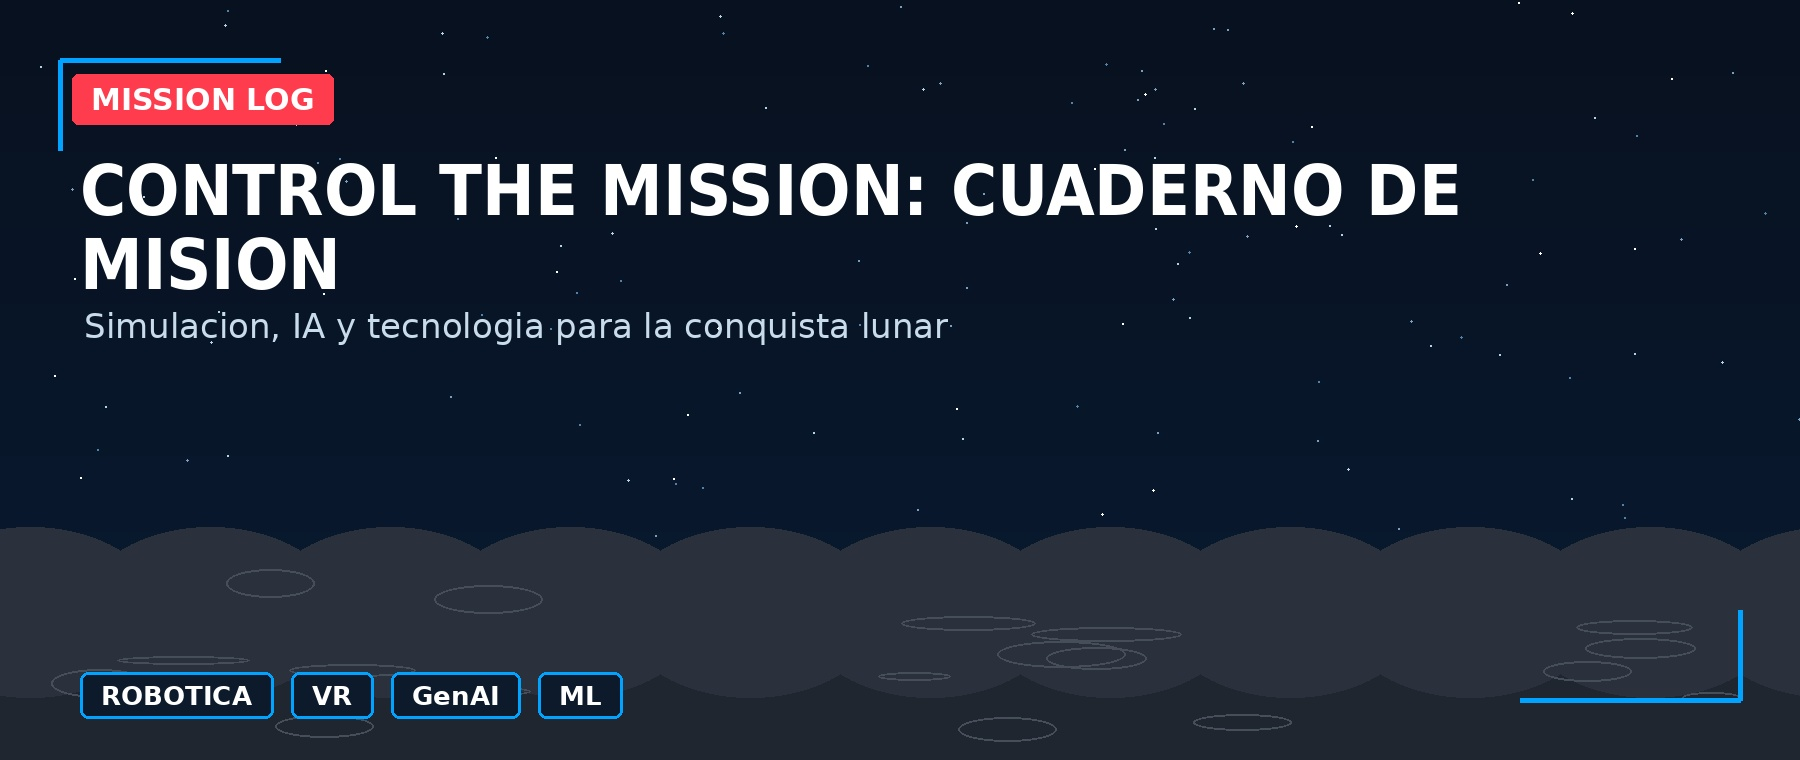 MISSION LOG
CONTROL THE MISSION: CUADERNO DE
MISION
Simulacion, IA y tecnologia para la conquista lunar
ROBOTICA VR GenAI ML